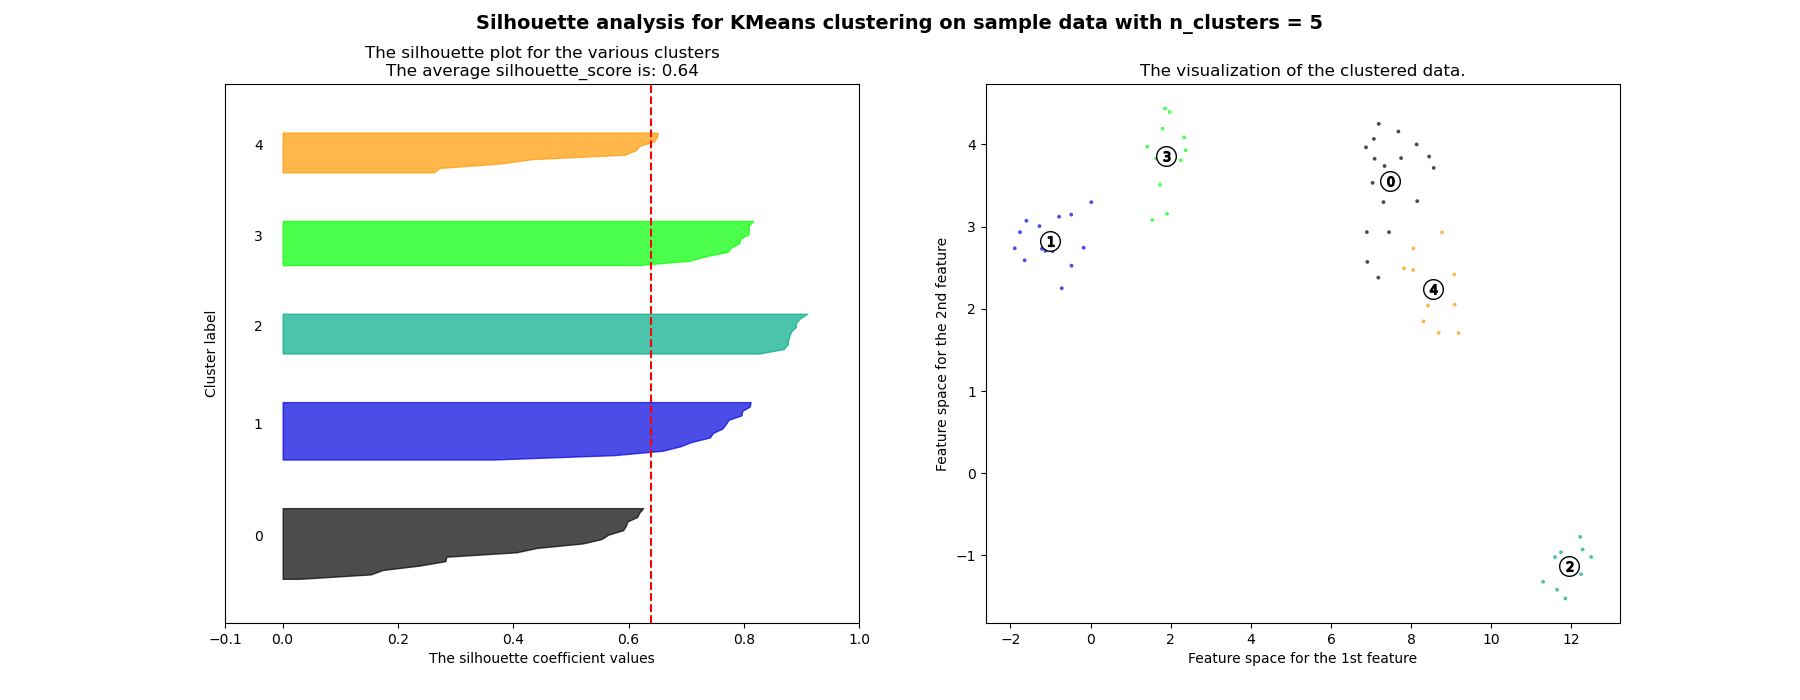 Silhouette analysis for KMeans clustering on sample data with n_clusters = 5
The silhouette plot for the various clusters
The average silhouette_score is: 0.64
4
3
2
1
0
Cluster label
−0.1 0.0 0.2 0.4 0.6 0.8 1.0
The silhouette coefficient values
The visualization of the clustered data.
4
3
2
1
0
−1
Feature space for the 2nd feature
3
0
1
4
2
−2 0 2 4 6 8 10 12
Feature space for the 1st feature